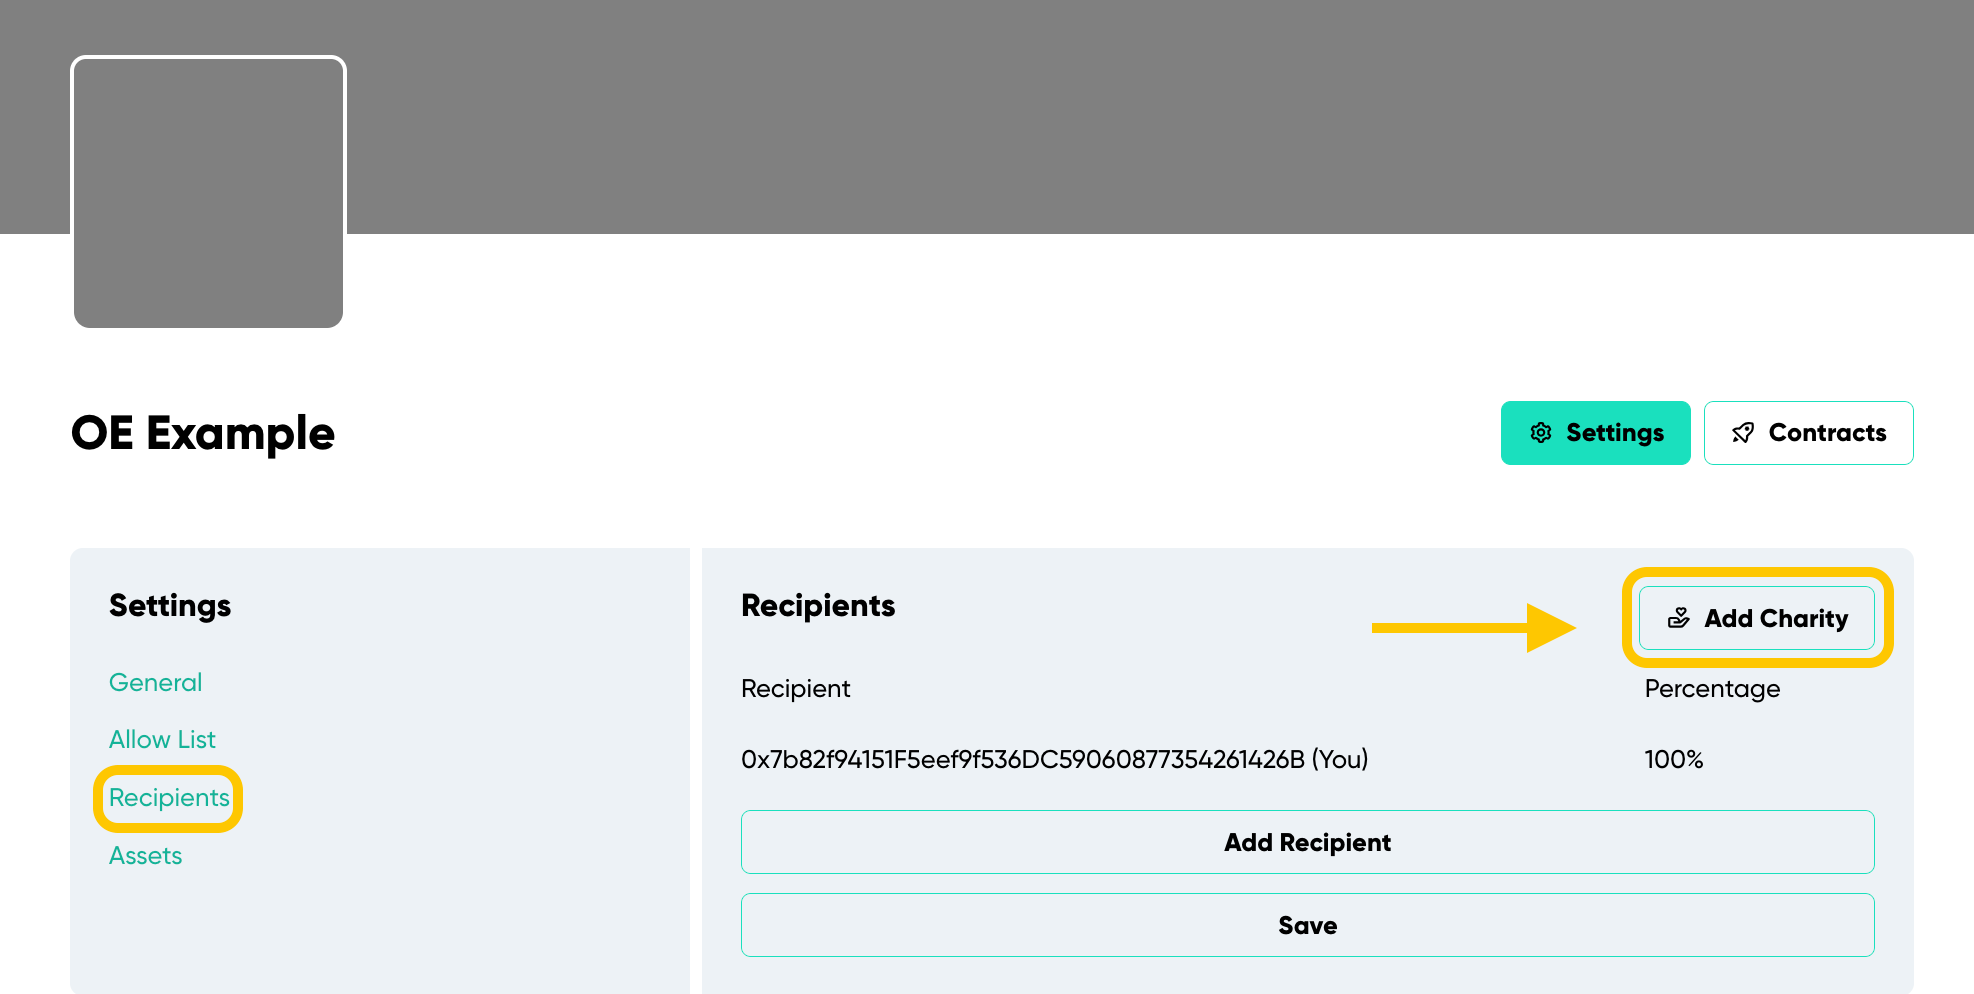 OE Example
Settings
Contracts
Settings
General
Allow List
Recipients
Assets
Recipients
Add Charity
Recipient
Percentage
0x7b82f94151F5eef9f536DC59060877354261426B (You)
100%
Add Recipient
Save